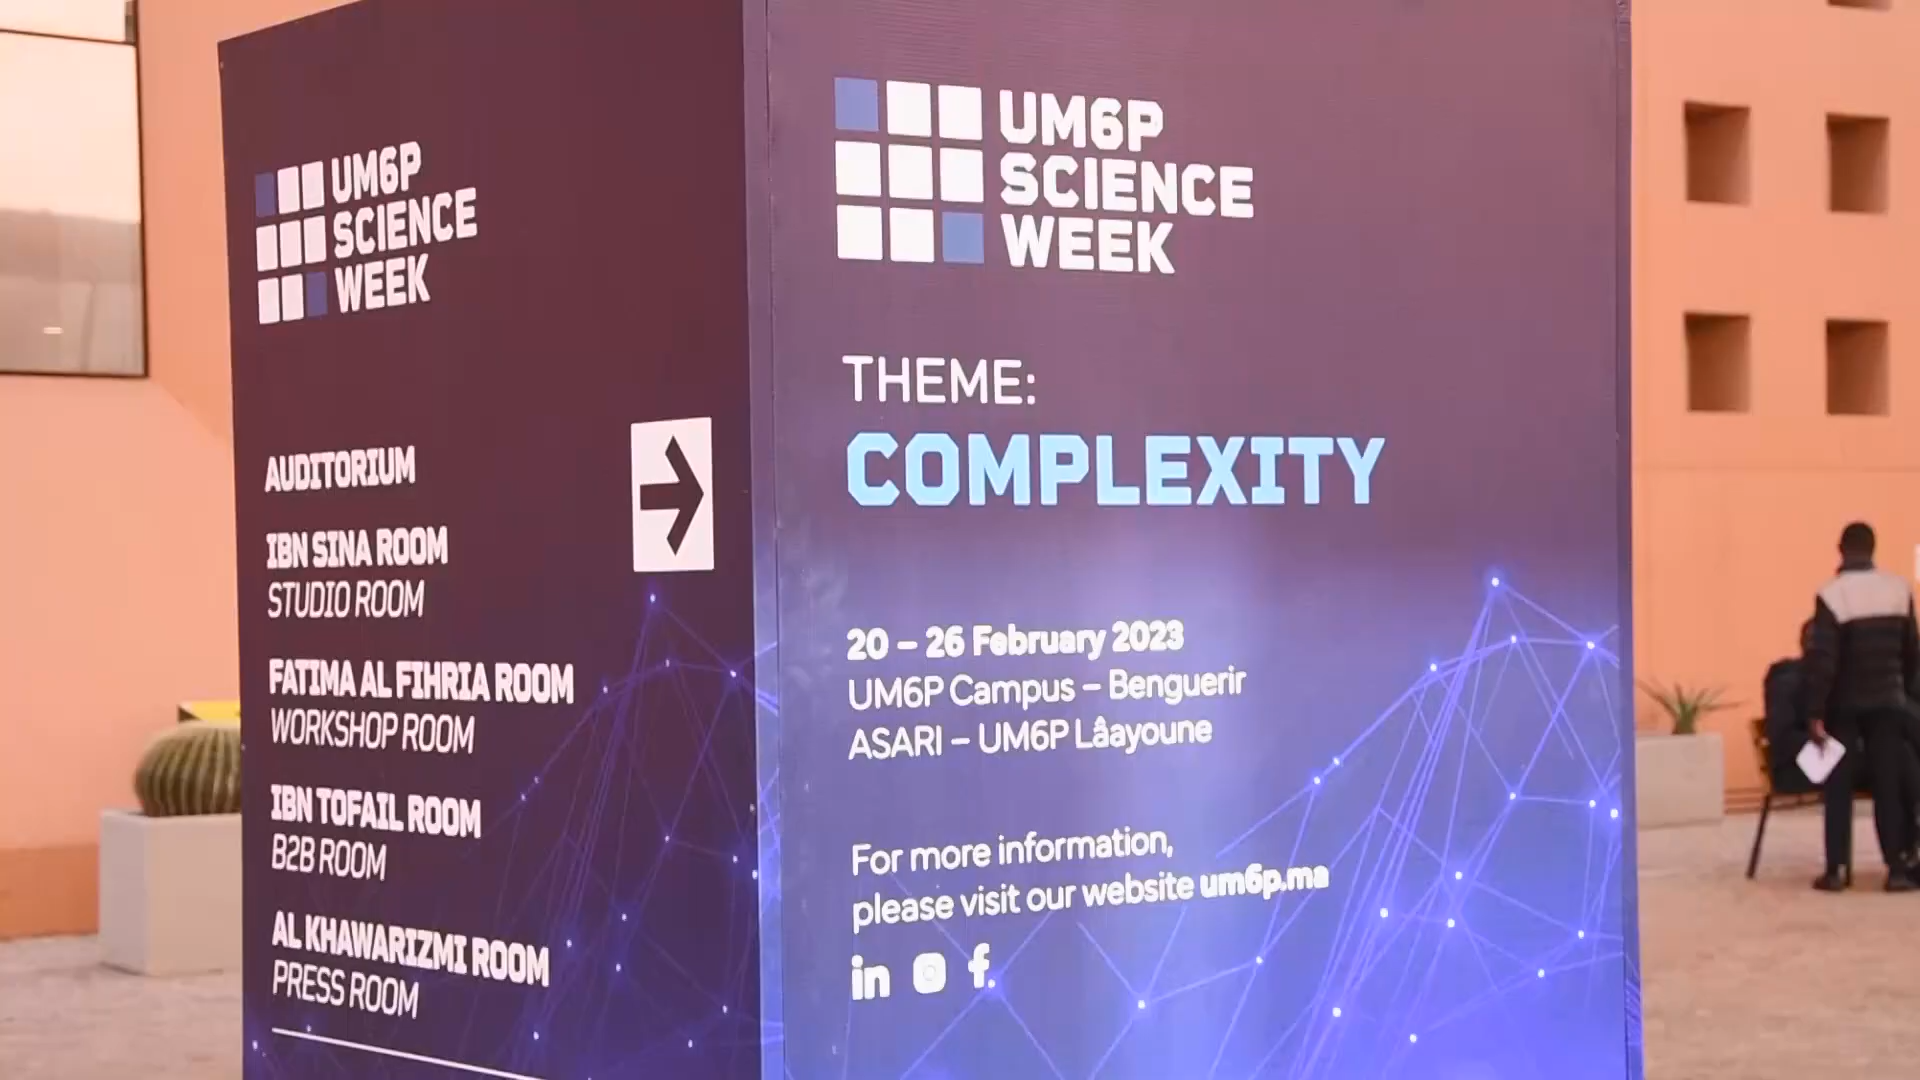 UM6P
SCIENCE
WEEK
AUDITORIUM
IBN SINA ROOM
STUDIO ROOM
FATIMA AL FIHRIA ROOM
WORKSHOP ROOM
IBN TOFAIL ROOM
B2B ROOM
AL KHAWARIZMI ROOM
PRESS ROOM
UM6P
SCIENCE
WEEK
THEME:
COMPLEXITY
20 – 26 February 2023
UM6P Campus – Benguerir
ASARI – UM6P Lâayoune
For more information,
please visit our website um6p.ma